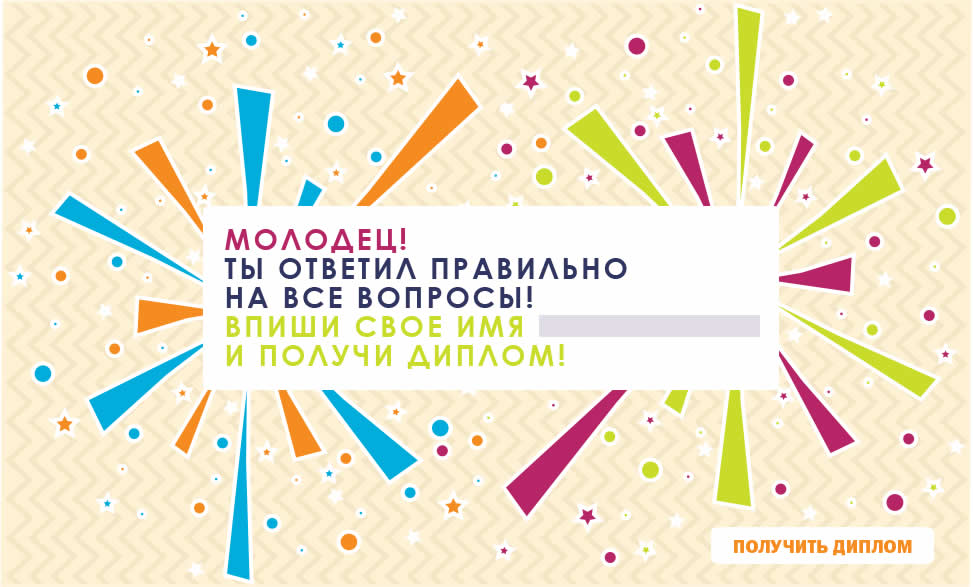 МОЛОДЕЦ!
ТЫ ОТВЕТИЛ ПРАВИЛЬНО
НА ВСЕ ВОПРОСЫ!
ВПИШИ СВОЕ ИМЯ
И ПОЛУЧИ ДИПЛОМ!
ПОЛУЧИТЬ ДИПЛОМ